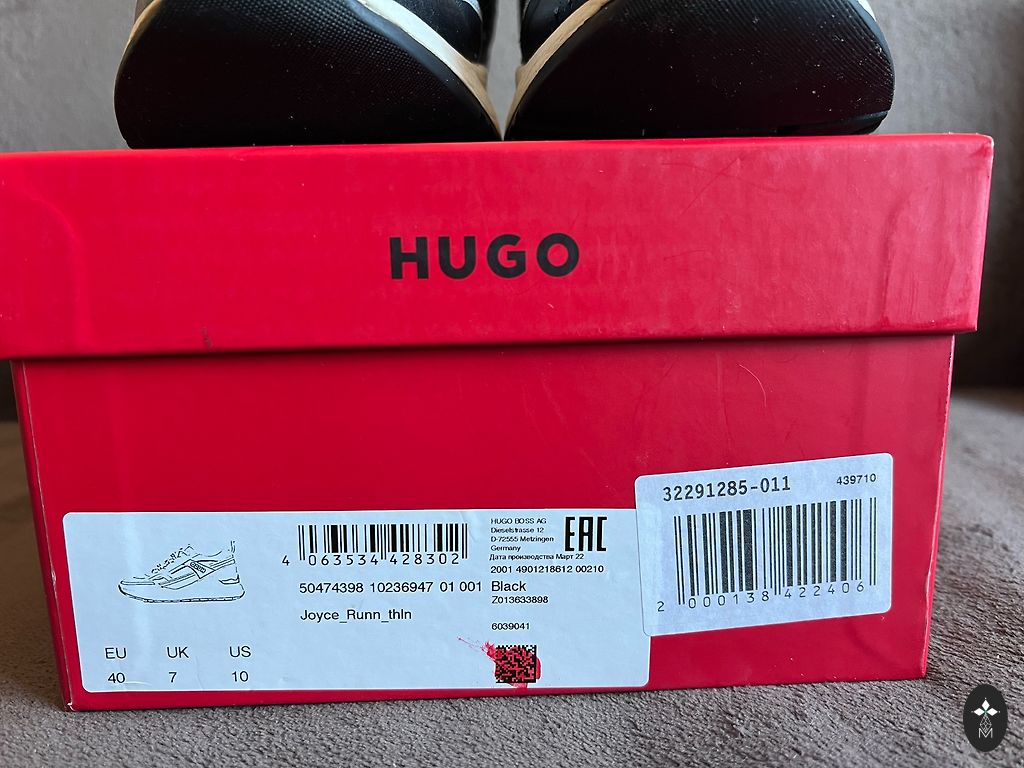 HUGO
4 063534 428302
50474398 10236947 01 001
Joyce_Runn_thln
EU UK US
40 7 10
HUGO BOSS AG
Dieselstrasse 12
D-72555 Metzingen
Germany
Дата производства Март 22
EAC
2001 4901218612 00210
Black
Z013633898
6039041
32291285-011
439710
2 000138 422406
M